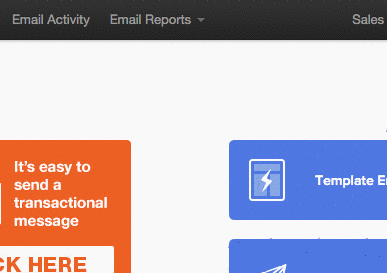 Email Activity Email Reports Sales
It's easy to
send a
transactional
message
CK HERE
Template E